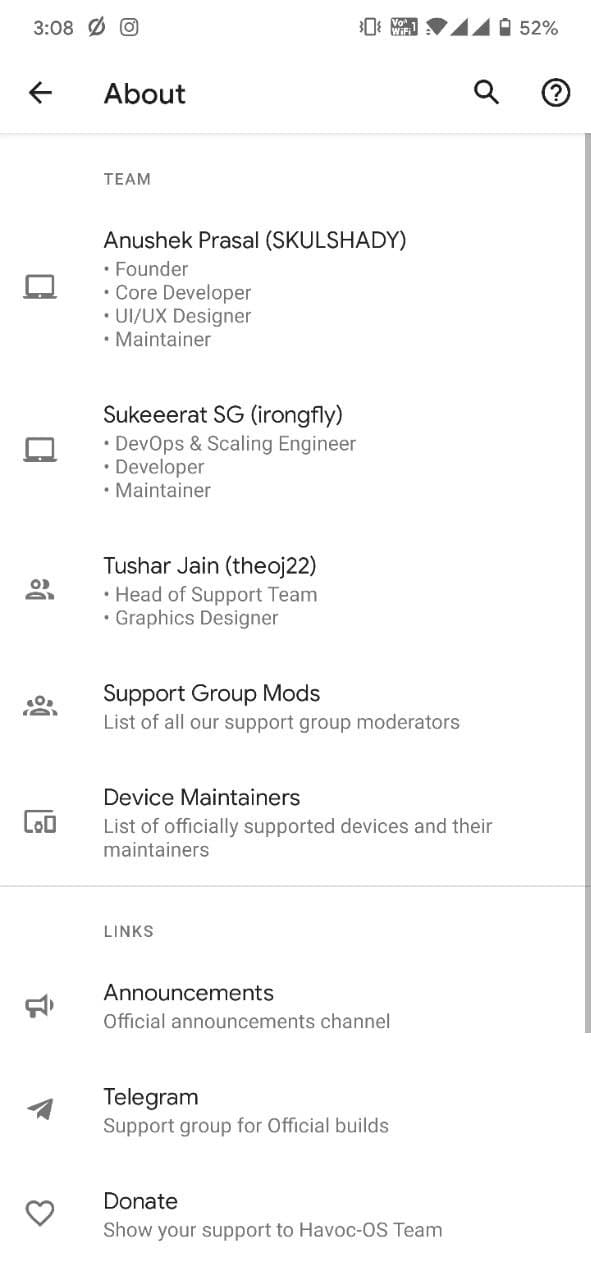 3:08
Vo
WiFi 1
52%
About
TEAM
Anushek Prasal (SKULSHADY)
• Founder
• Core Developer
• UI/UX Designer
• Maintainer
Sukeeerat SG (irongfly)
• DevOps & Scaling Engineer
• Developer
• Maintainer
Tushar Jain (theoj22)
• Head of Support Team
• Graphics Designer
Support Group Mods
List of all our support group moderators
Device Maintainers
List of officially supported devices and their
maintainers
LINKS
Announcements
Official announcements channel
Telegram
Support group for Official builds
Donate
Show your support to Havoc-OS Team